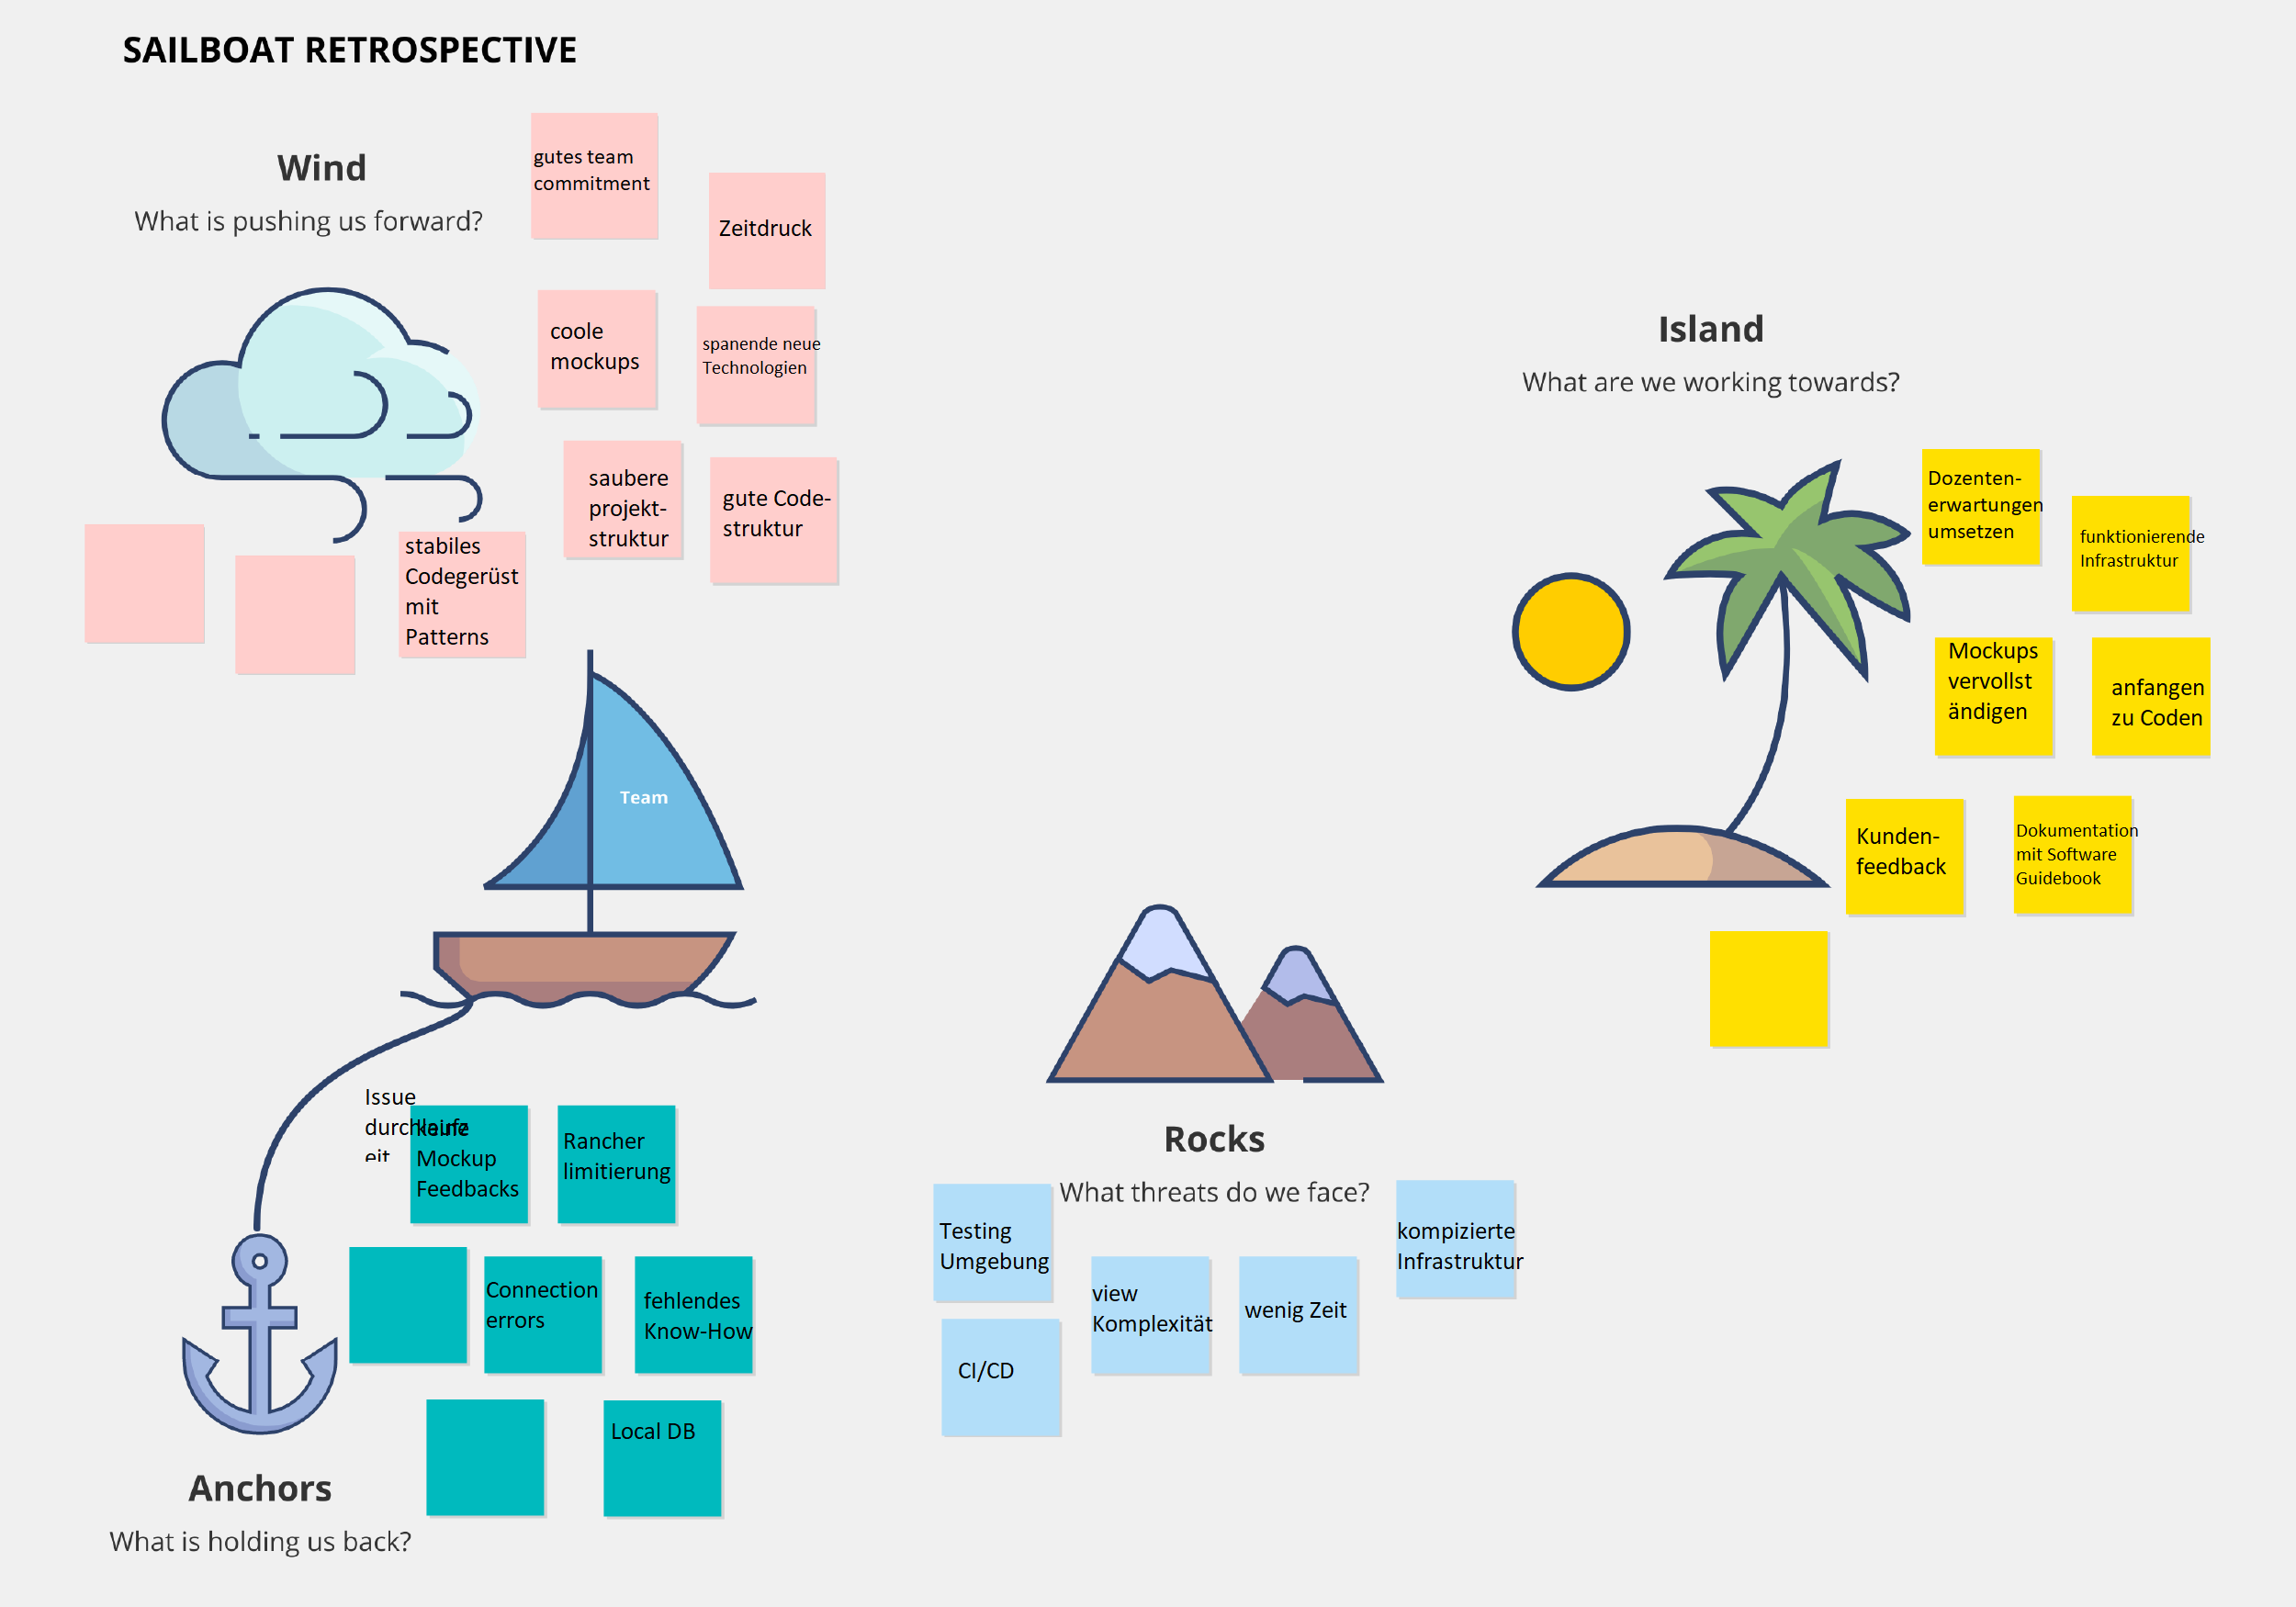 SAILBOAT RETROSPECTIVE
Wind
What is pushing us forward?
gutes team
commitment
Zeitdruck
coole
mockups
spanende neue
Technologien
saubere
projekt-
struktur
gute Code-
struktur
stabiles
Codegerüst
mit
Patterns
Team
Island
What are we working towards?
Dozenten-
erwartungen
umsetzen
funktionierende
Infrastruktur
Mockups
vervollst
ändigen
anfangen
zu Coden
Kunden-
feedback
Dokumentation
mit Software
Guidebook
Issue
durchlaufz
eit
keine
Mockup
Feedbacks
Rancher
limitierung
Connection
errors
fehlendes
Know-How
Local DB
Anchors
What is holding us back?
Rocks
What threats do we face?
Testing
Umgebung
view
Komplexität
wenig Zeit
kompizierte
Infrastruktur
CI/CD